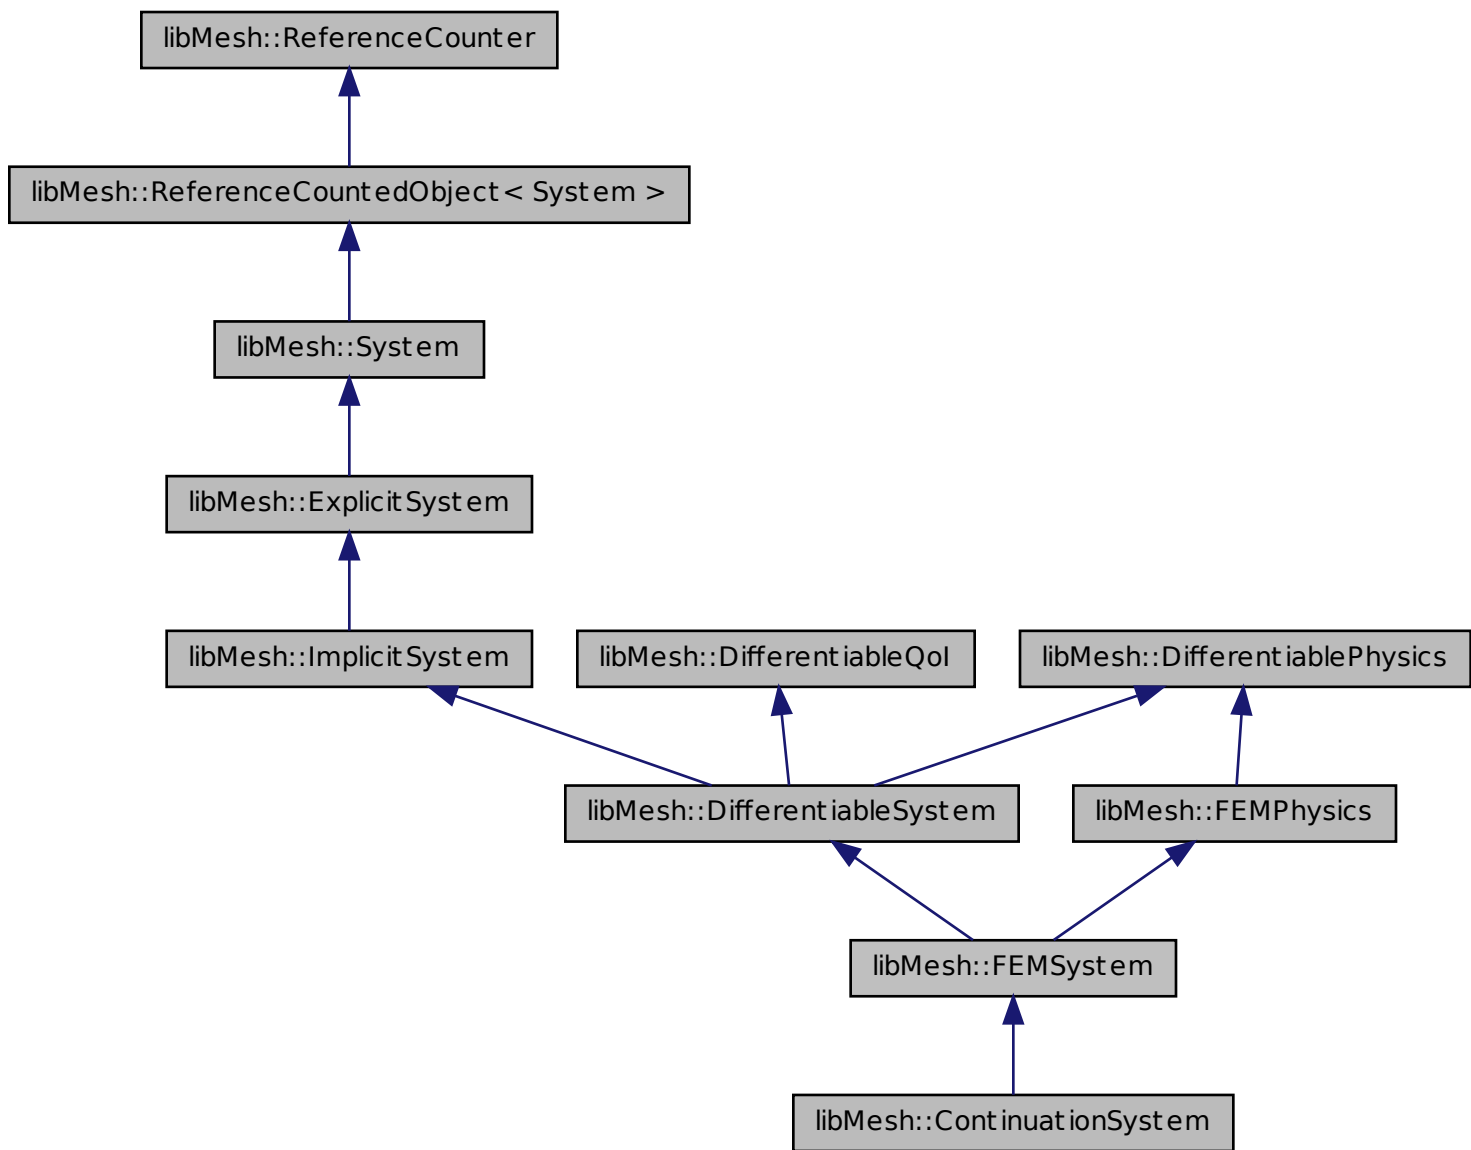 libMesh::ReferenceCounter
libMesh::ReferenceCountedObject< System >
libMesh::System
libMesh::ExplicitSystem
libMesh::ImplicitSystem
libMesh::DifferentiableQoI
libMesh::DifferentiablePhysics
libMesh::DifferentiableSystem
libMesh::FEMPhysics
libMesh::FEMSystem
libMesh::ContinuationSystem